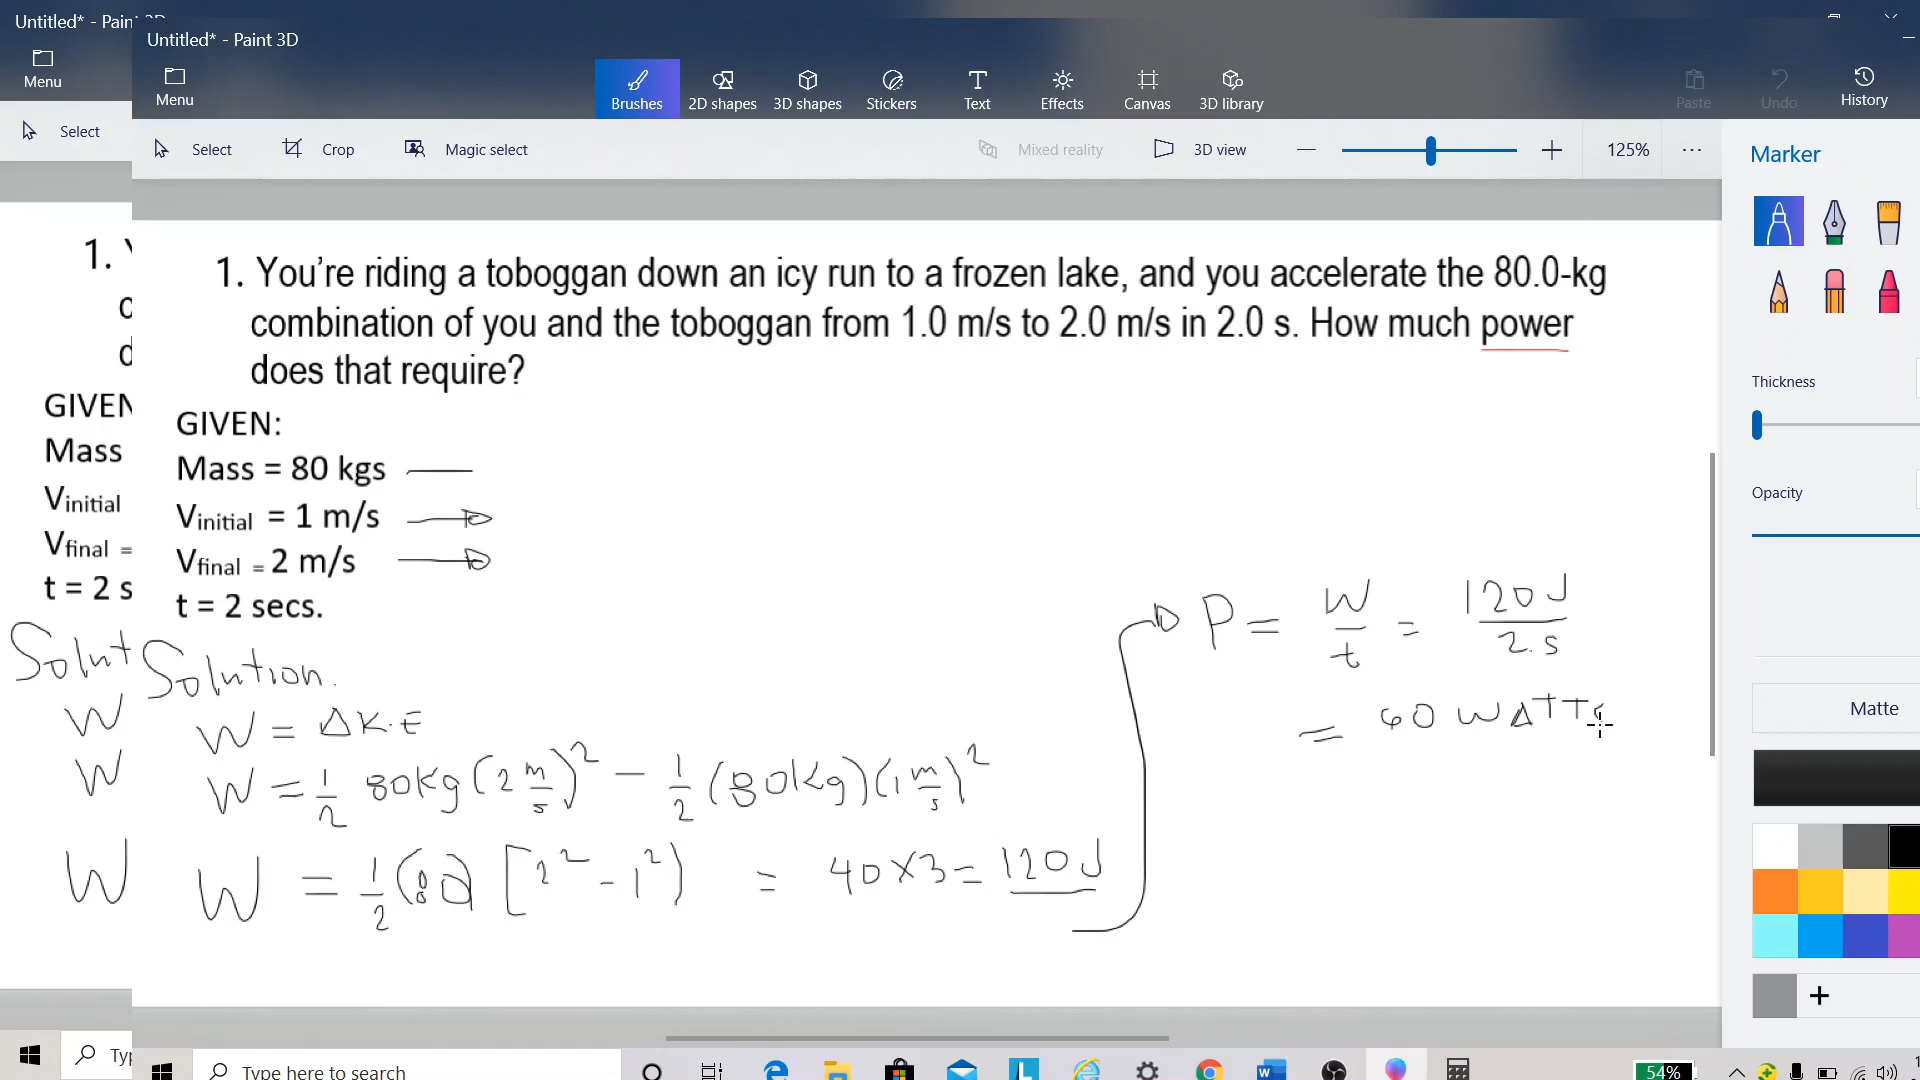 Untitled* - Paint 3D
Untitled* - Paint 3D
Menu
Menu
Brushes
2D shapes
3D shapes
Stickers
Text
Effects
Canvas
3D library
Paste
Undo
History
Select
Select
Crop
Magic select
Mixed reality
3D view
125%
Marker
1. You're riding a toboggan down an icy run to a frozen lake, and you accelerate the 80.0-kg
combination of you and the toboggan from 1.0 m/s to 2.0 m/s in 2.0 s. How much power
does that require?
GIVEN:
Mass = 80 kgs
Vinitial = 1 m/s
Vfinal = 2 m/s
t = 2 secs.
Solution.
W = ΔK.E
W = 1/2 80kg (2 m/s)² - 1/2 (80kg)(1 m/s)²
W = 1/2 (80) [2² - 1²) = 40 x 3 = 120J
P = W/t = 120J/2.s
= 60 WATTS
1.
GIVEN
Mass
Vinitial
Vfinal =
t = 2 s
Solut
W
W
W
Thickness
Opacity
Matte
Type here to search
54%